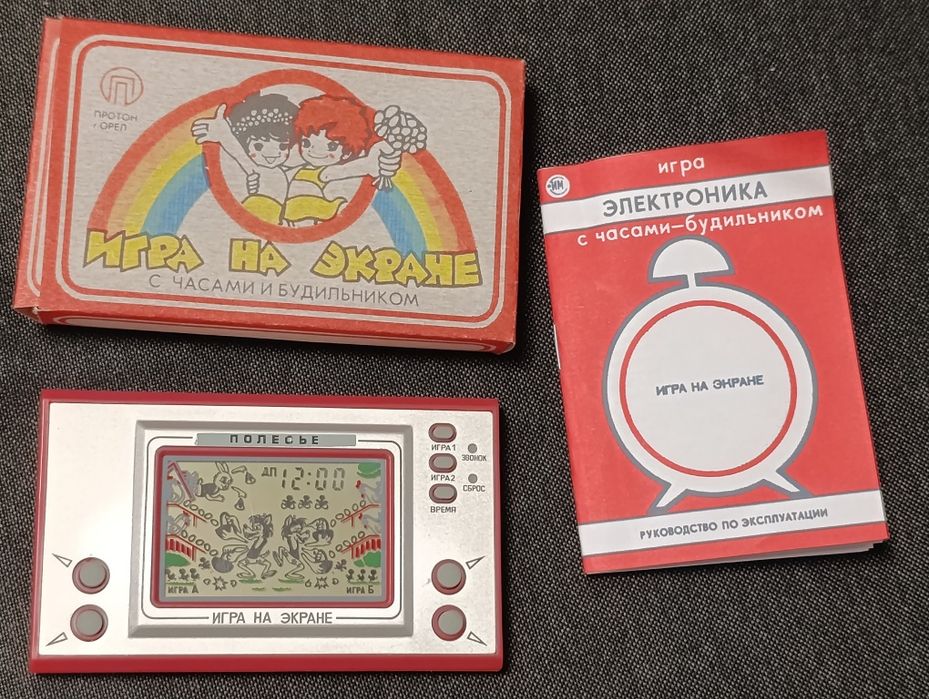 ПРОТОН
г ОРЕЛ
ИГРА НА ЭКРАНЕ
С ЧАСАМИ И БУДИЛЬНИКОМ
игра
ЭЛЕКТРОНИКА
с часами-будильником
ИГРА НА ЭКРАНЕ
РУКОВОДСТВО ПО ЭКСПЛУАТАЦИИ
ПОЛЕСЬЕ
ДП 12:00
ИГРА А
ИГРА Б
ИГРА 1
ЗВОНОК
ИГРА 2
СБРОС
ВРЕМЯ
ИГРА НА ЭКРАНЕ